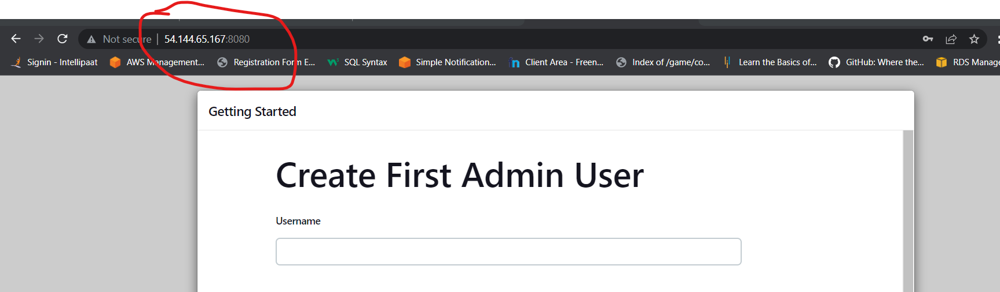 Not secure | 54.144.65.167:8080
Signin - Intellipaat AWS Management... Registration Form E... SQL Syntax Simple Notification... Client Area - Freen... Index of /game/co... Learn the Basics of... GitHub: Where the... RDS Manage
Getting Started
Create First Admin User
Username